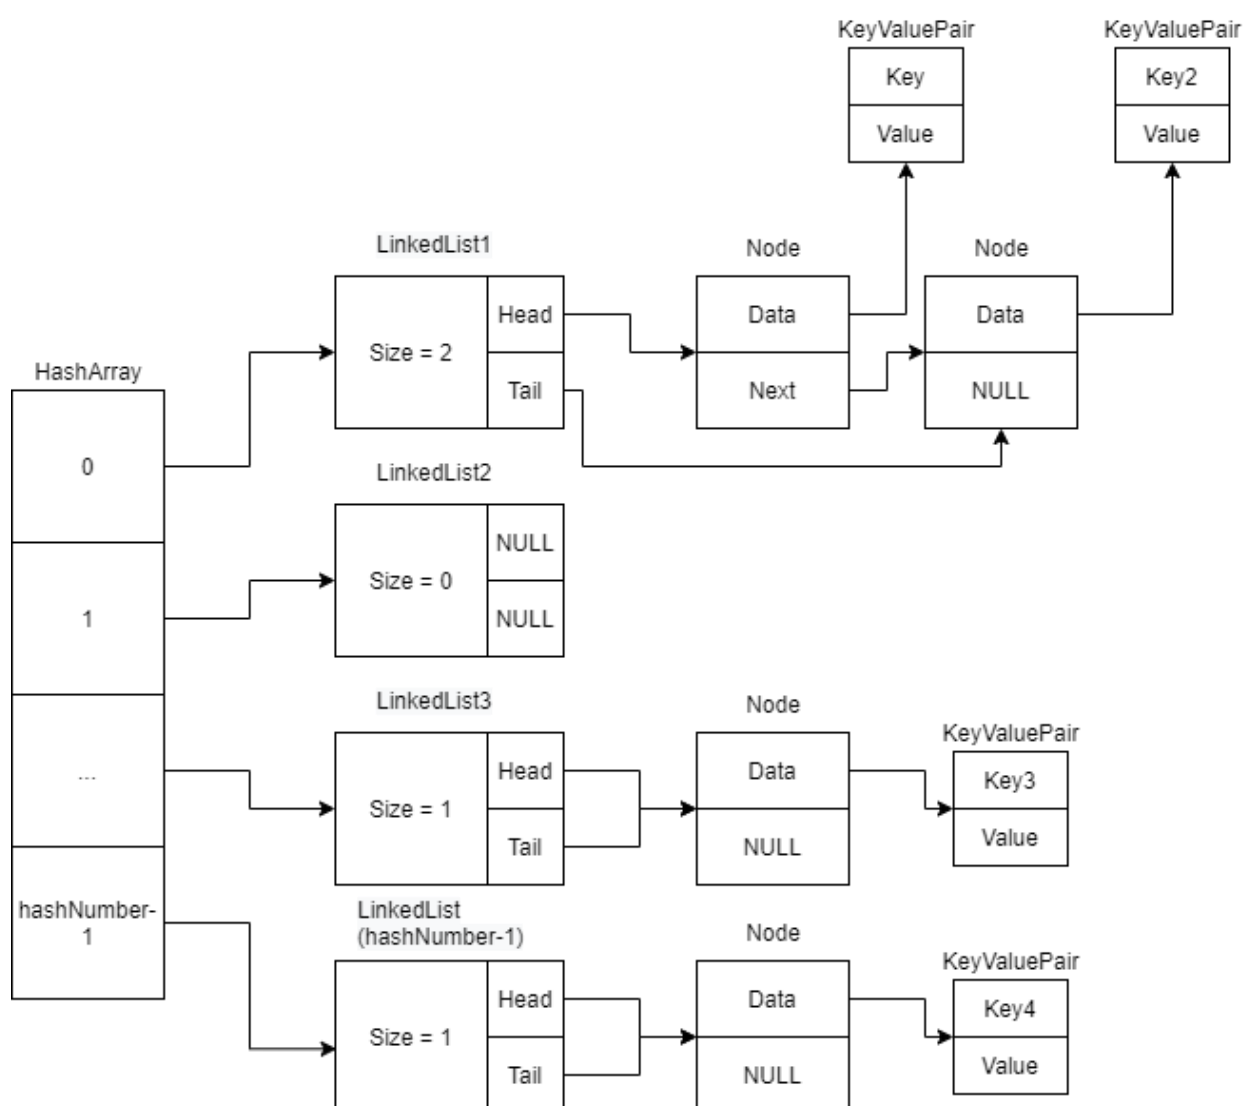 KeyValuePair
KeyValuePair
Key
Key2
Value
Value
LinkedList1
Node
Node
Head
Data
Data
Size = 2
HashArray
Tail
Next
NULL
0
LinkedList2
NULL
Size = 0
1
NULL
LinkedList3
Node
KeyValuePair
...
Head
Data
Key3
Size = 1
Tail
NULL
Value
hashNumber-
1
LinkedList
(hashNumber-1)
Node
KeyValuePair
Head
Data
Key4
Size = 1
Tail
NULL
Value